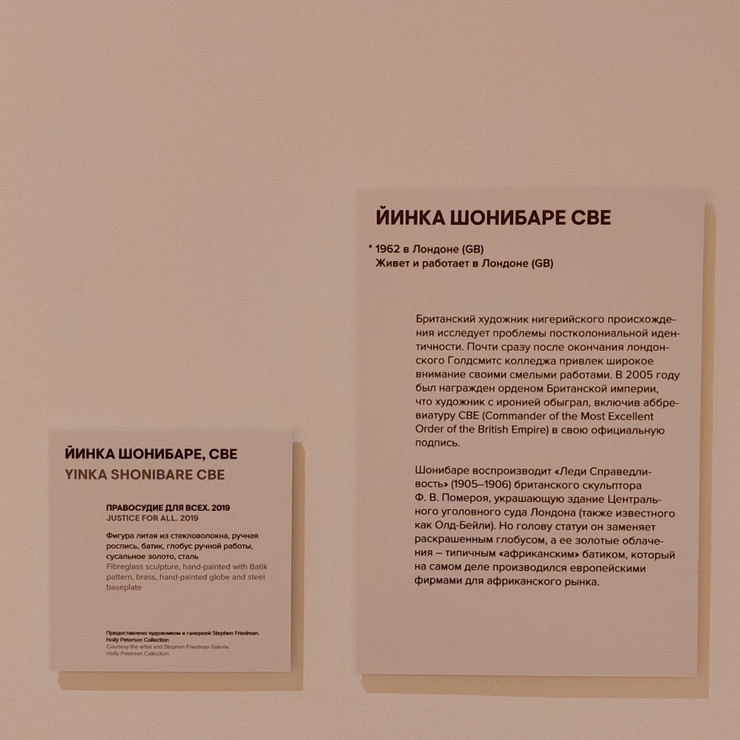 ЙИНКА ШОНИБАРЕ, CBE
YINKA SHONIBARE CBE
ПРАВОСУДИЕ ДЛЯ ВСЕХ. 2019
JUSTICE FOR ALL. 2019
Фигура литая из стекловолокна, ручная
роспись, батик, глобус ручной работы,
сусальное золото, сталь
Fibreglass sculpture, hand-painted with Batik
pattern, brass, hand-painted globe and steel
baseplate
Предоставлено художником и галереей Stephen Friedman.
Holly Peterson Collection
Courtesy the artist and Stephen Friedman Galerie.
Holly Peterson Collection
ЙИНКА ШОНИБАРЕ CBE
* 1962 в Лондоне (GB)
Живет и работает в Лондоне (GB)
Британский художник нигерийского происхожде-
ния исследует проблемы постколониальной иден-
тичности. Почти сразу после окончания лондон-
ского Голдсмитс колледжа привлек широкое
внимание своими смелыми работами. В 2005 году
был награжден орденом Британской империи,
что художник с иронией обыграл, включив аббре-
виатуру CBE (Commander of the Most Excellent
Order of the British Empire) в свою официальную
подпись.
Шонибаре воспроизводит «Леди Справедли-
вость» (1905–1906) британского скульптора
Ф. В. Помероя, украшающую здание Централь-
ного уголовного суда Лондона (также известного
как Олд-Бейли). Но голову статуи он заменяет
раскрашенным глобусом, а ее золотые облаче-
ния – типичным «африканским» батиком, который
на самом деле производился европейскими
фирмами для африканского рынка.